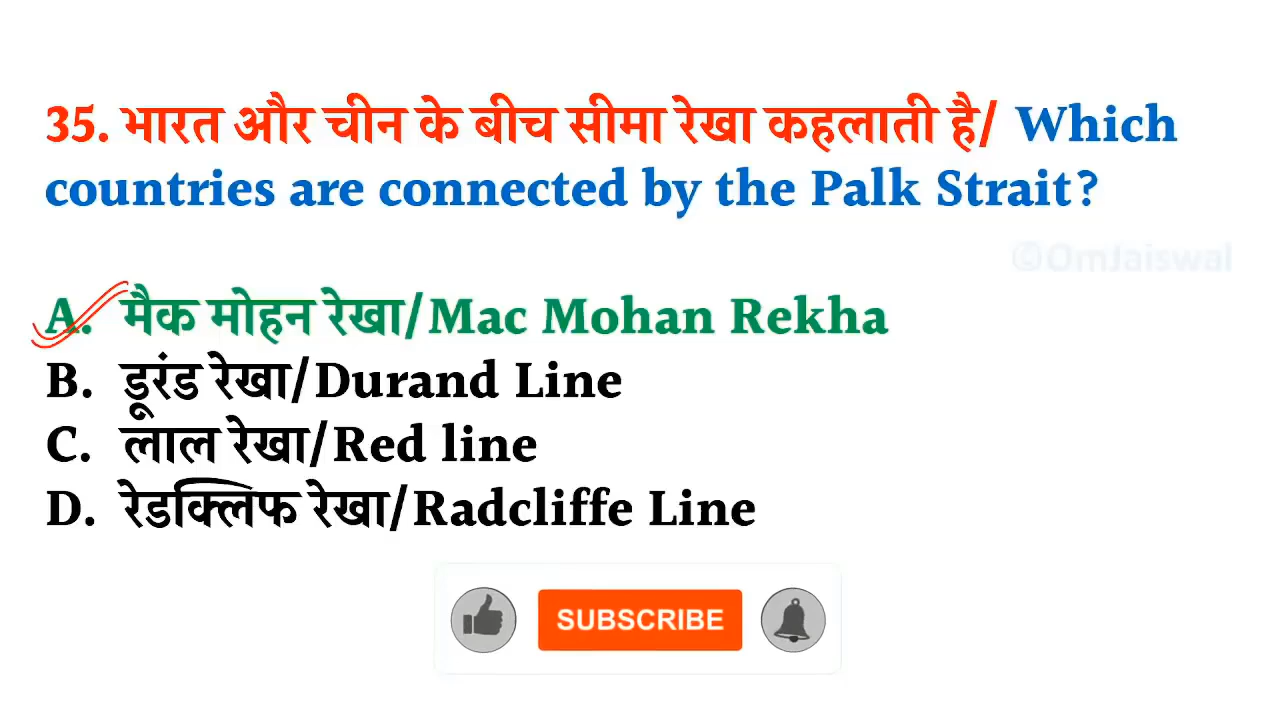 35. भारत और चीन के बीच सीमा रेखा कहलाती है/ Which
countries are connected by the Palk Strait?
©OmJaiswal
A. मैक मोहन रेखा/Mac Mohan Rekha
B. डूरंड रेखा/Durand Line
C. लाल रेखा/Red line
D. रेडक्लिफ रेखा/Radcliffe Line
SUBSCRIBE